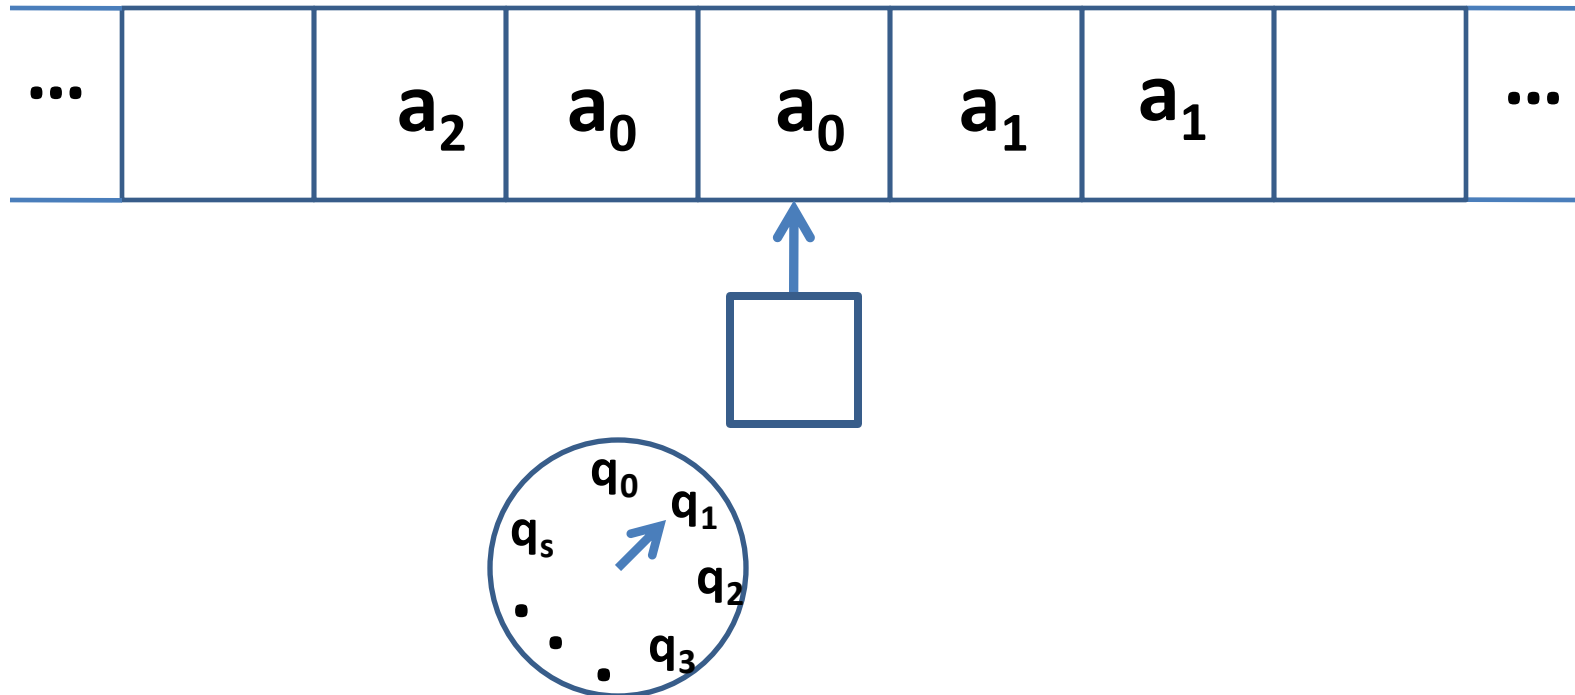 ... a₂ a₀ a₀ a₁ a₁ ...
q₀
q₁
qₛ
q₂
q₃
. . .